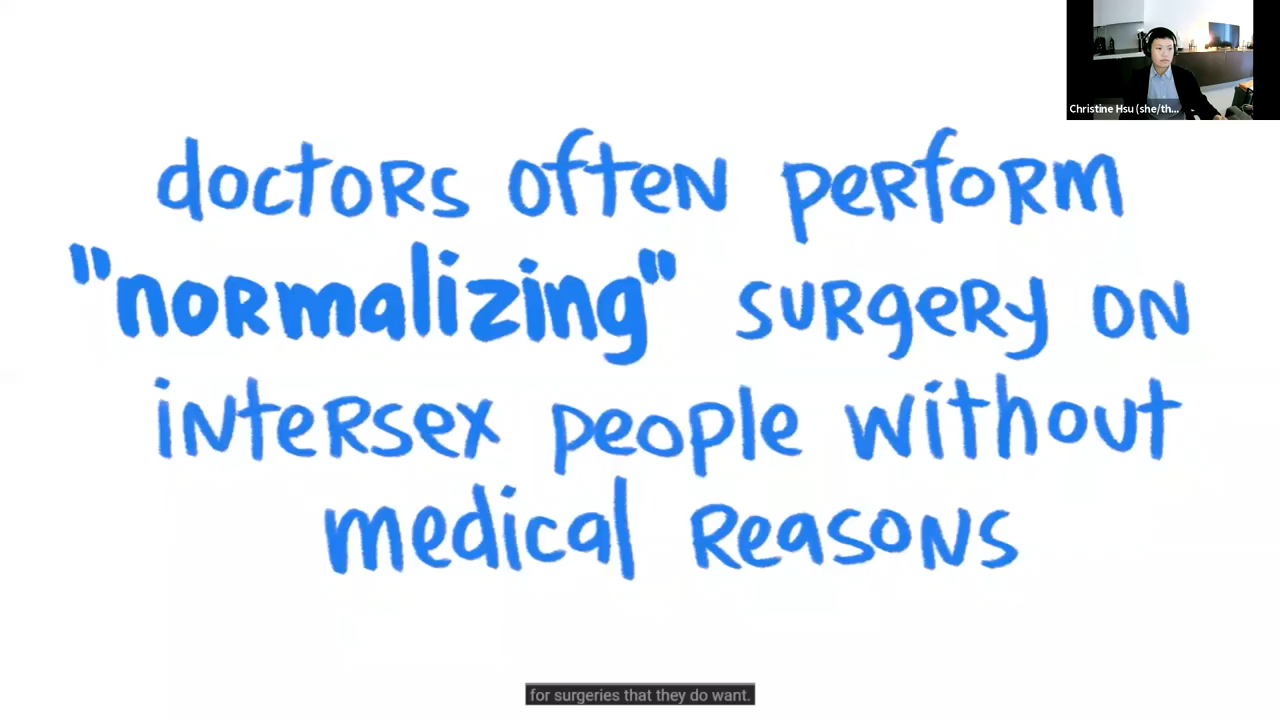 Christine Hsu (she/th...
doctors often perform
"normalizing" surgery on
intersex people without
medical reasons
for surgeries that they do want.